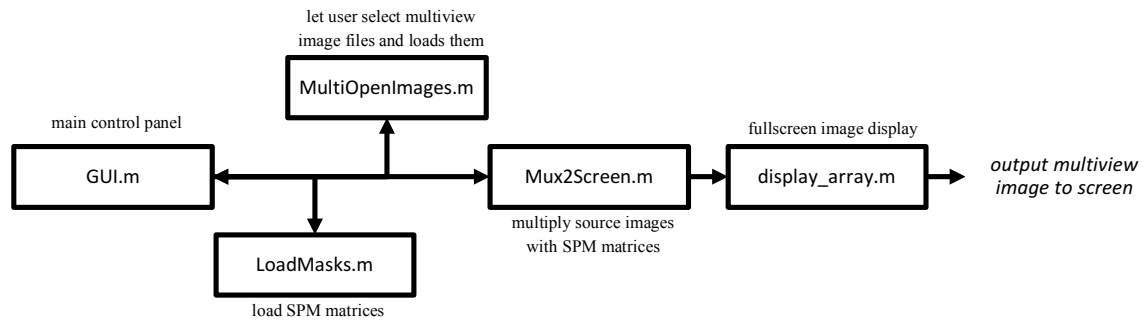 let user select multiview
image files and loads them
MultiOpenImages.m
main control panel
GUI.m
fullscreen image display
Mux2Screen.m
display_array.m
output multiview
image to screen
multiply source images
with SPM matrices
LoadMasks.m
load SPM matrices